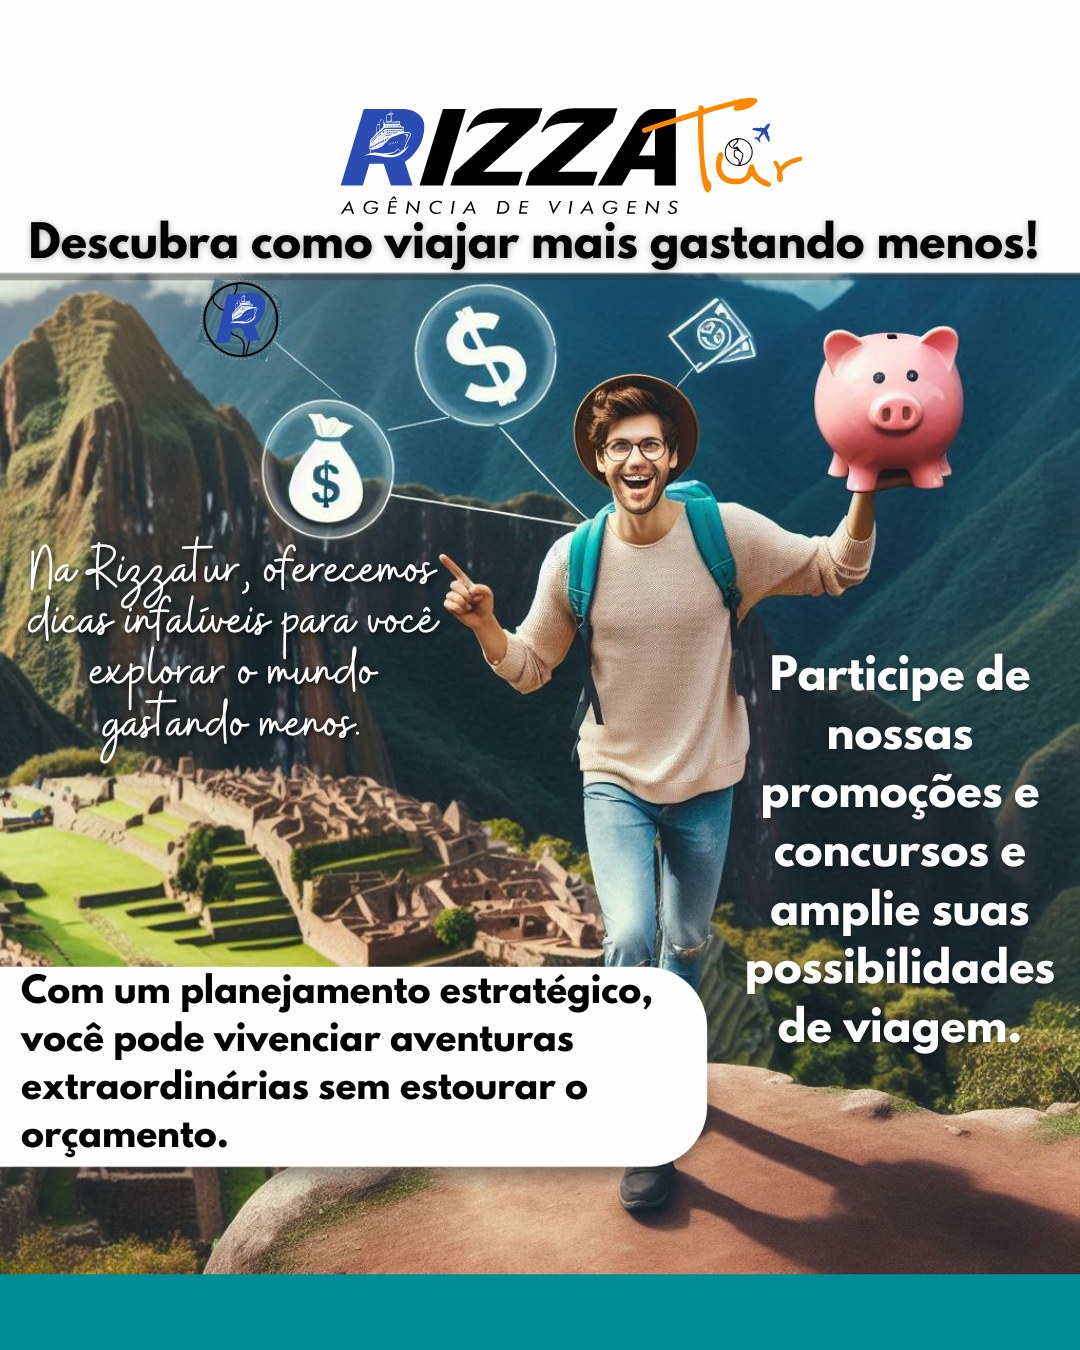 RIZZATur
AGÊNCIA DE VIAGENS
Descubra como viajar mais gastando menos!
R
$
$
Na Rizzatur, oferecemos
dicas infalíveis para você
explorar o mundo
gastando menos.
Participe de
nossas
promoções e
concursos e
amplie suas
possibilidades
de viagem.
Com um planejamento estratégico,
você pode vivenciar aventuras
extraordinárias sem estourar o
orçamento.